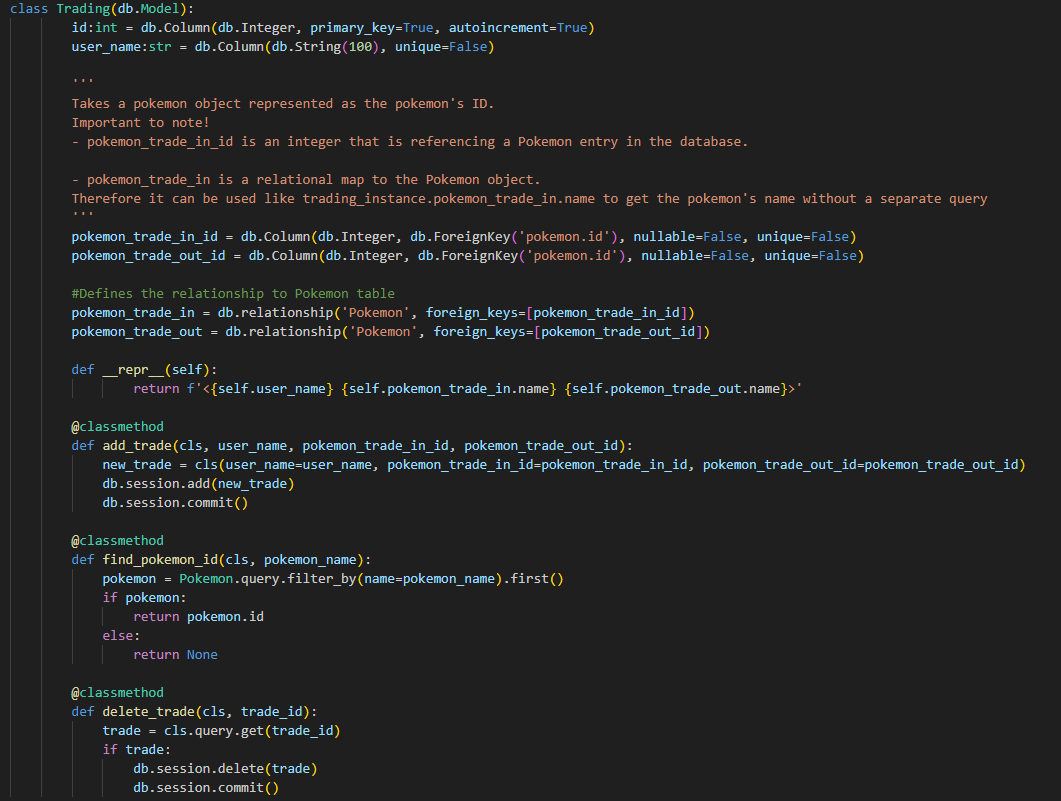 class Trading(db.Model):
id:int = db.Column(db.Integer, primary_key=True, autoincrement=True)
user_name:str = db.Column(db.String(100), unique=False)
'''
Takes a pokemon object represented as the pokemon's ID.
Important to note!
- pokemon_trade_in_id is an integer that is referencing a Pokemon entry in the database.
- pokemon_trade_in is a relational map to the Pokemon object.
Therefore it can be used like trading_instance.pokemon_trade_in.name to get the pokemon's name without a separate query
'''
pokemon_trade_in_id = db.Column(db.Integer, db.ForeignKey('pokemon.id'), nullable=False, unique=False)
pokemon_trade_out_id = db.Column(db.Integer, db.ForeignKey('pokemon.id'), nullable=False, unique=False)
#Defines the relationship to Pokemon table
pokemon_trade_in = db.relationship('Pokemon', foreign_keys=[pokemon_trade_in_id])
pokemon_trade_out = db.relationship('Pokemon', foreign_keys=[pokemon_trade_out_id])
def __repr__(self):
return f'<{self.user_name} {self.pokemon_trade_in.name} {self.pokemon_trade_out.name}>'
@classmethod
def add_trade(cls, user_name, pokemon_trade_in_id, pokemon_trade_out_id):
new_trade = cls(user_name=user_name, pokemon_trade_in_id=pokemon_trade_in_id, pokemon_trade_out_id=pokemon_trade_out_id)
db.session.add(new_trade)
db.session.commit()
@classmethod
def find_pokemon_id(cls, pokemon_name):
pokemon = Pokemon.query.filter_by(name=pokemon_name).first()
if pokemon:
return pokemon.id
else:
return None
@classmethod
def delete_trade(cls, trade_id):
trade = cls.query.get(trade_id)
if trade:
db.session.delete(trade)
db.session.commit()